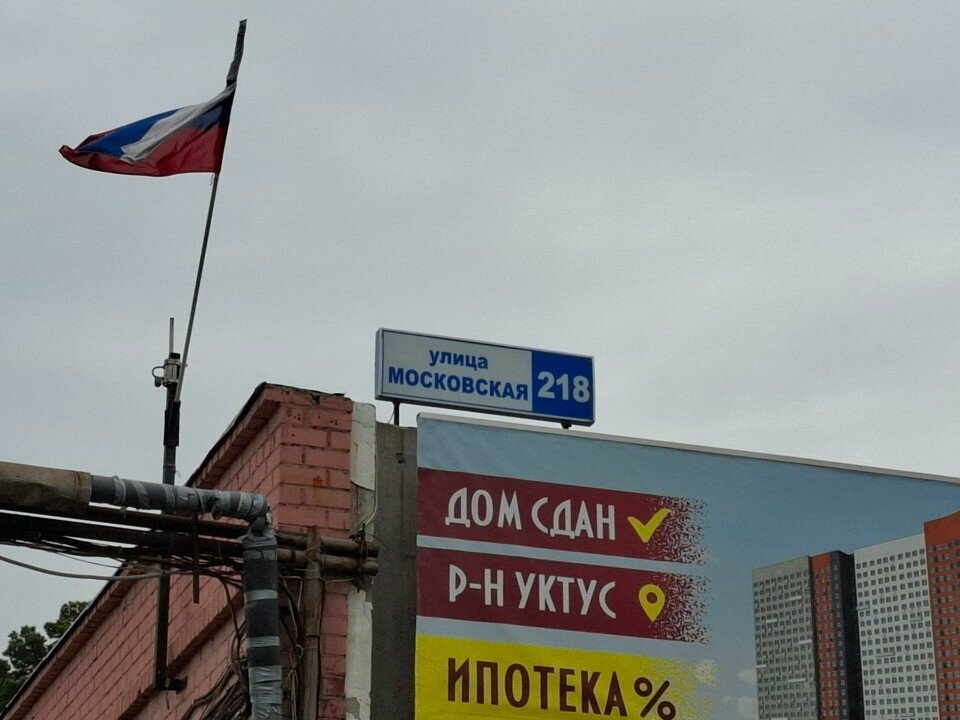 улица
МОСКОВСКАЯ
218
ДОМ СДАН
Р-Н УКТУС
ИПОТЕКА %